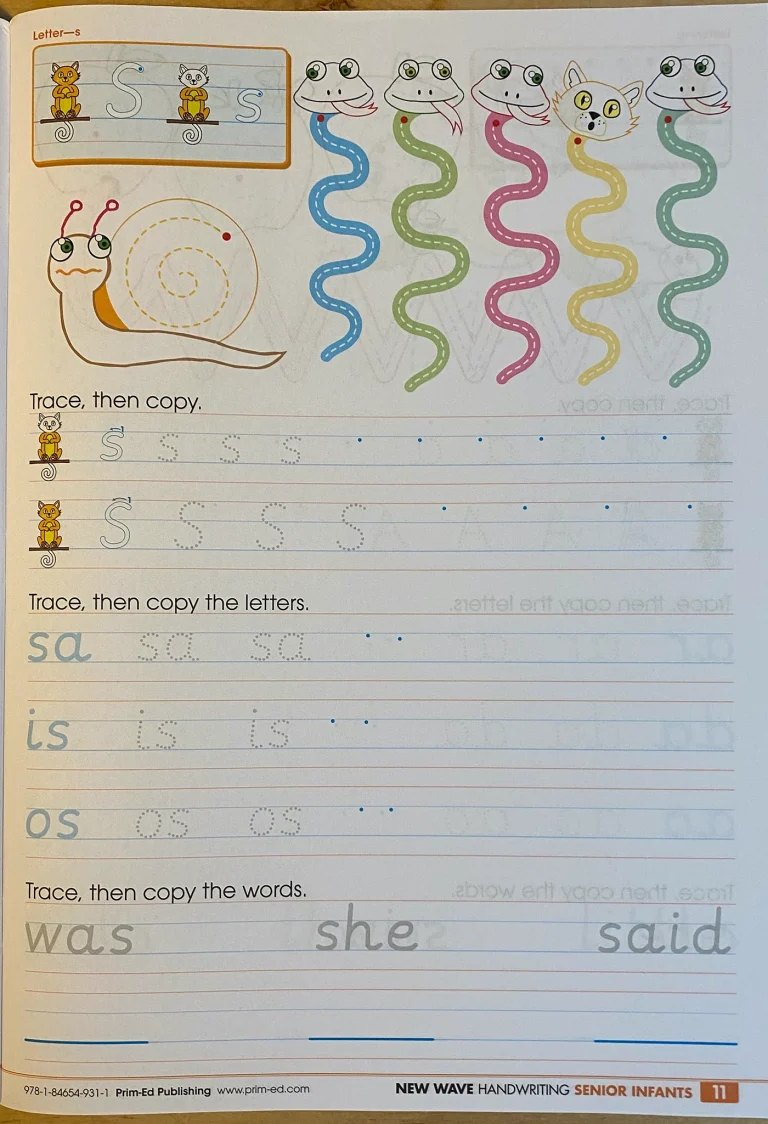 Letter—s
S s
Trace, then copy.
s s s s
S S S S
Trace, then copy the letters.
sa sa sa
is is is
os os os
Trace, then copy the words.
was she said
978-1-84654-931-1 Prim-Ed Publishing www.prim-ed.com NEW WAVE HANDWRITING SENIOR INFANTS 11